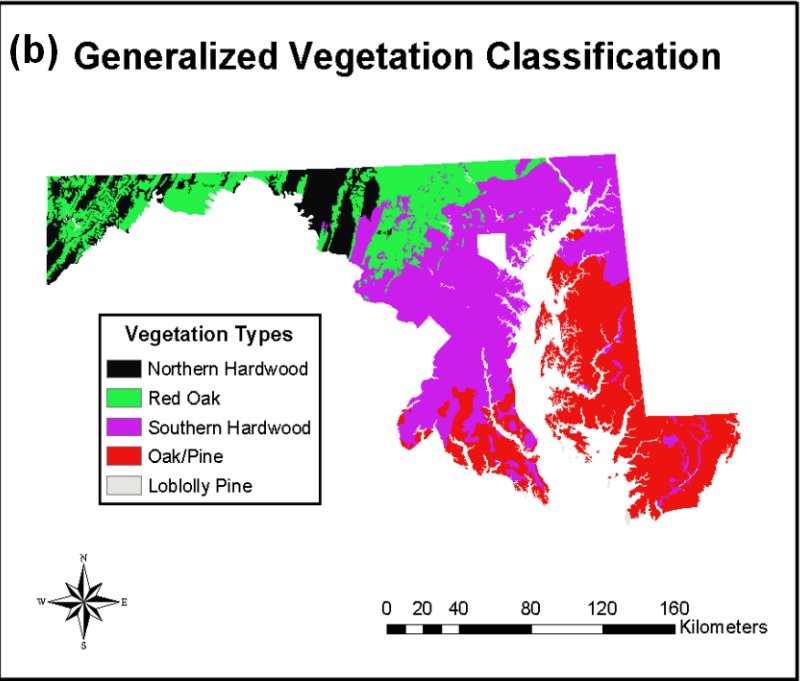 (b) Generalized Vegetation Classification
Vegetation Types
Northern Hardwood
Red Oak
Southern Hardwood
Oak/Pine
Loblolly Pine
N
W E
S
0 20 40 80 120 160
Kilometers